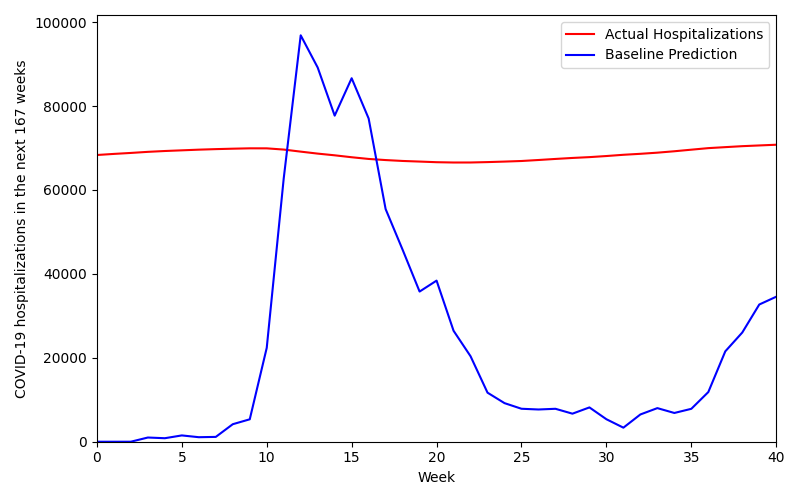 Actual Hospitalizations
Baseline Prediction
COVID-19 hospitalizations in the next 167 weeks
100000
80000
60000
40000
20000
0
0 5 10 15 20 25 30 35 40
Week